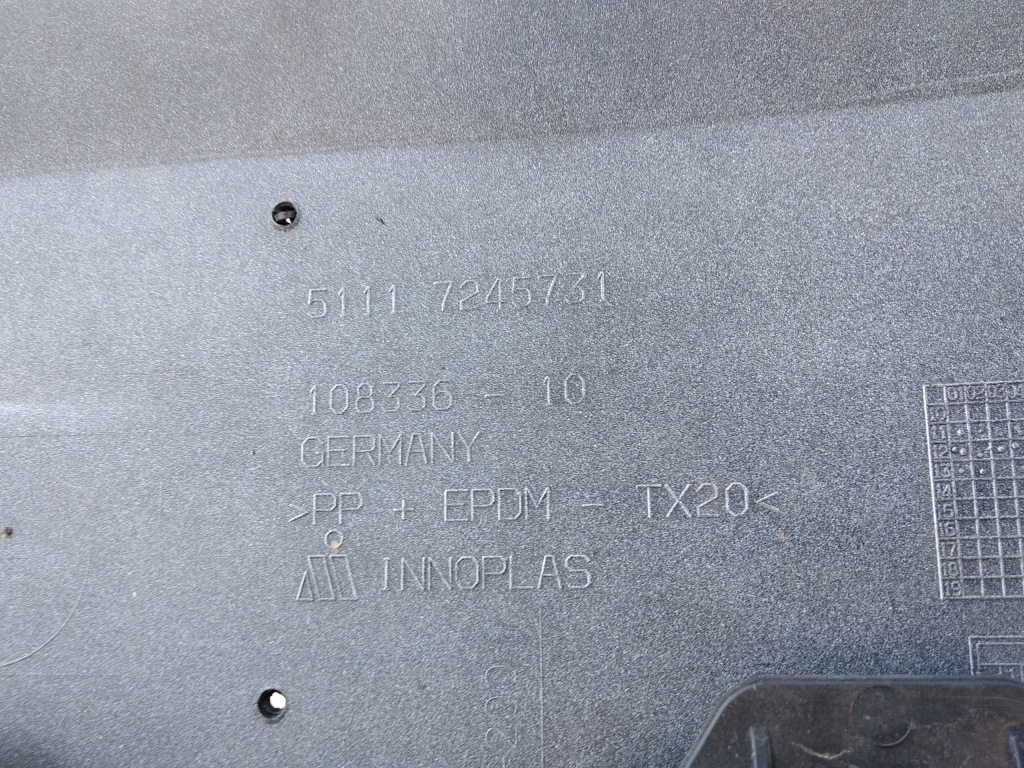 5111 7245731
108336 - 10
GERMANY
>PP + EPDM - TX20<
INNOPLAS